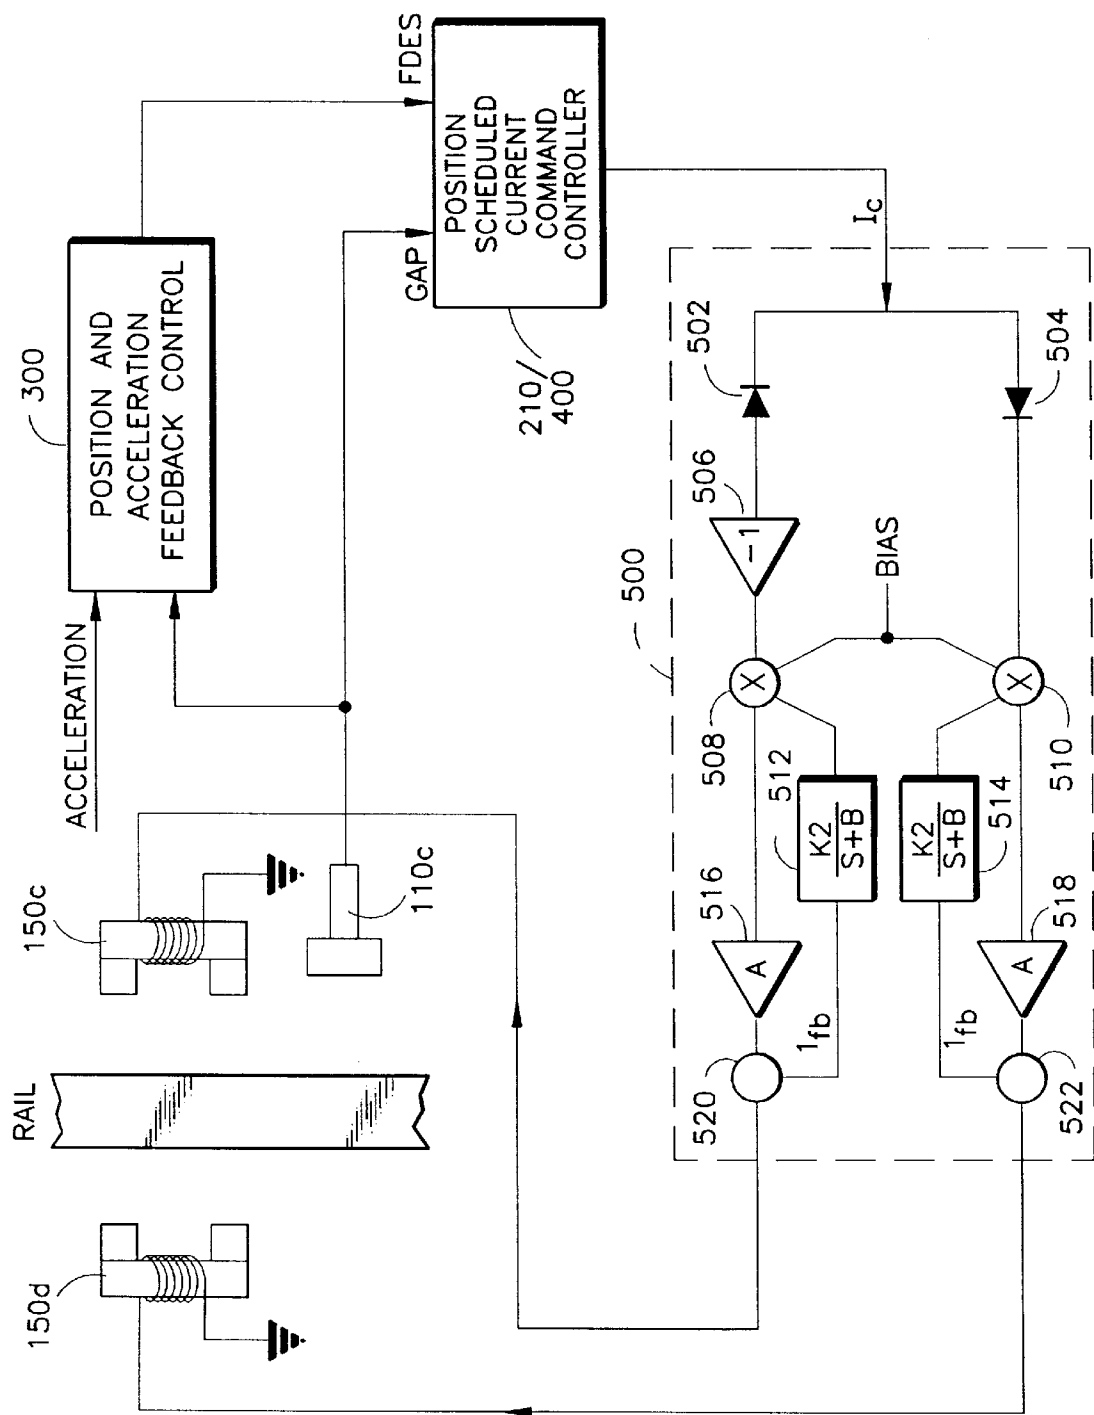 RAIL
150d
150c
110c
ACCELERATION
300
POSITION AND
ACCELERATION
FEEDBACK CONTROL
GAP
FDES
POSITION
SCHEDULED
CURRENT
COMMAND
CONTROLLER
210/
400
Ic
500
502
504
506
-1
BIAS
508
X
510
X
512
K2
S+B
514
K2
S+B
516
A
518
A
1fb
1fb
520
522